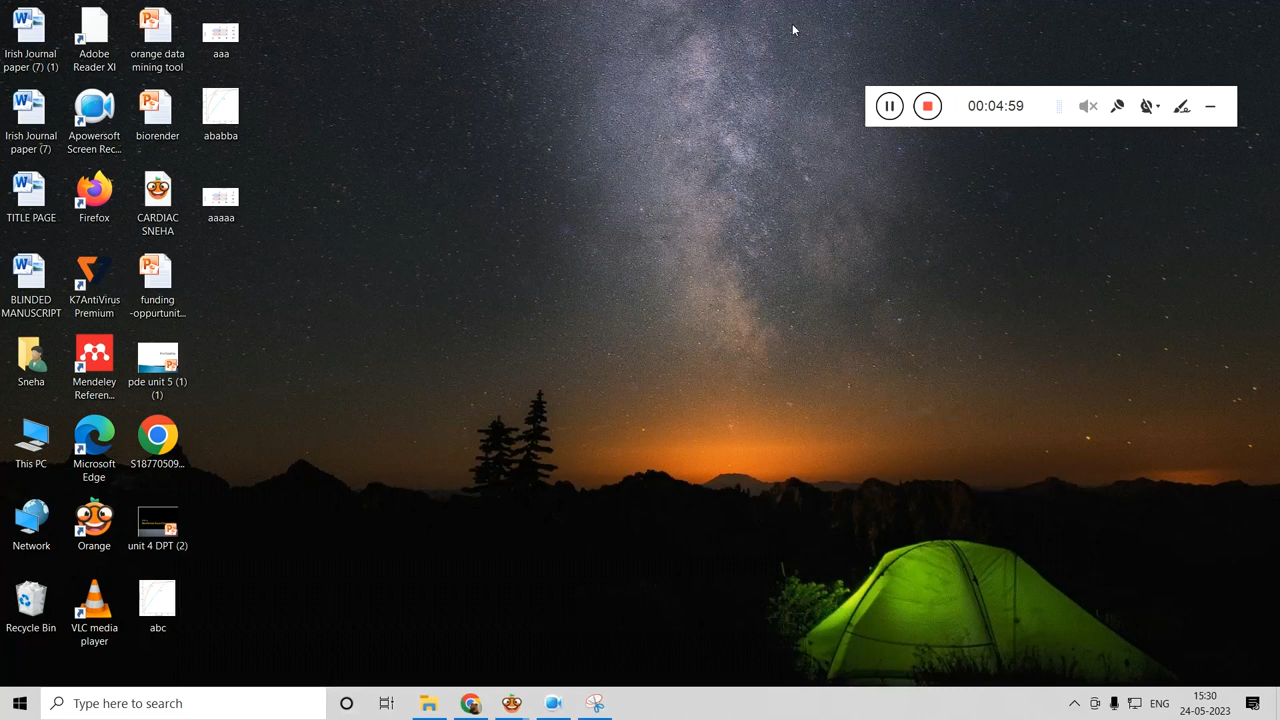 Irish Journal
paper (7) (1)
Adobe
Reader XI
orange data
mining tool
aaa
Irish Journal
paper (7)
Apowersoft
Screen Rec...
biorender
ababba
TITLE PAGE
Firefox
CARDIAC
SNEHA
aaaaa
BLINDED
MANUSCRIPT
K7AntiVirus
Premium
funding
-oppurtunit...
Sneha
Mendeley
Referen...
pde unit 5 (1)
(1)
This PC
Microsoft
Edge
S18770509...
Network
Orange
unit 4 DPT (2)
Recycle Bin
VLC media
player
abc
00:04:59
Type here to search
ENG
15:30
24-05-2023